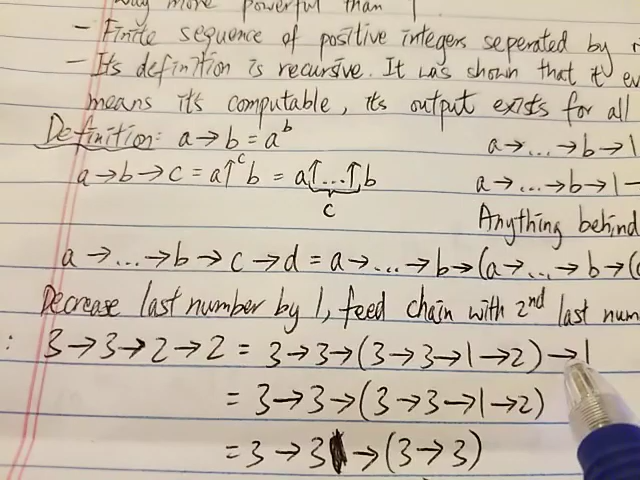 more powerful than
- Finite sequence of positive integers seperated by
- Its definition is recursive. It was shown that it
means its computable, its output exists for all
Definition: a→b = a^b
a→...→b→1
a→b→c = a↑^c b = a↑...↑b
c
a→...→b→1→
Anything behind
a→...→b→c→d = a→...→b→(a→...→b→(
Decrease last number by 1, feed chain with 2nd last num
: 3→3→2→2 = 3→3→(3→3→1→2)→1
= 3→3→(3→3→1→2)
= 3→3→(3→3)